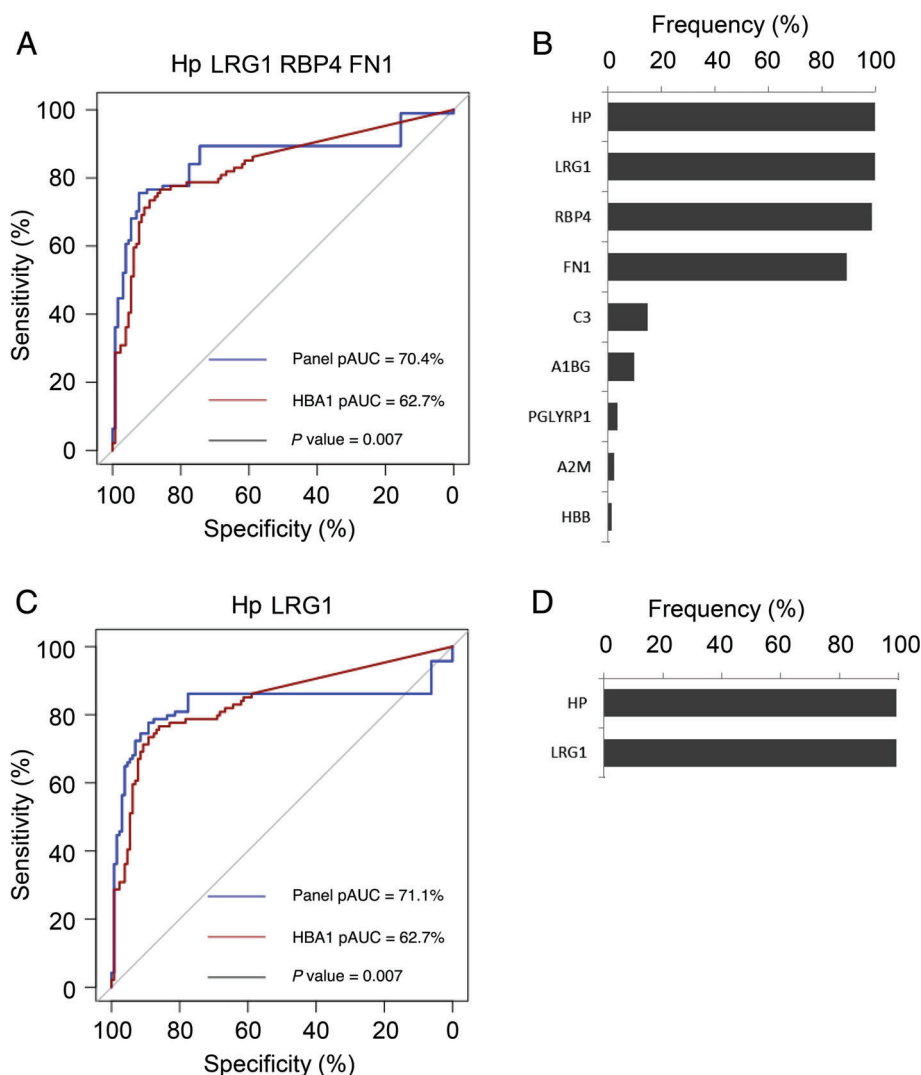 A
Hp LRG1 RBP4 FN1
100
80
60
40
20
0
Sensitivity (%)
Panel pAUC = 70.4%
HBA1 pAUC = 62.7%
P value = 0.007
100 80 60 40 20 0
Specificity (%)
B
Frequency (%)
0 20 40 60 80 100
HP
LRG1
RBP4
FN1
C3
A1BG
PGLYRP1
A2M
HBB
C
Hp LRG1
100
80
60
40
20
0
Sensitivity (%)
Panel pAUC = 71.1%
HBA1 pAUC = 62.7%
P value = 0.007
100 80 60 40 20 0
Specificity (%)
D
Frequency (%)
0 20 40 60 80 100
HP
LRG1